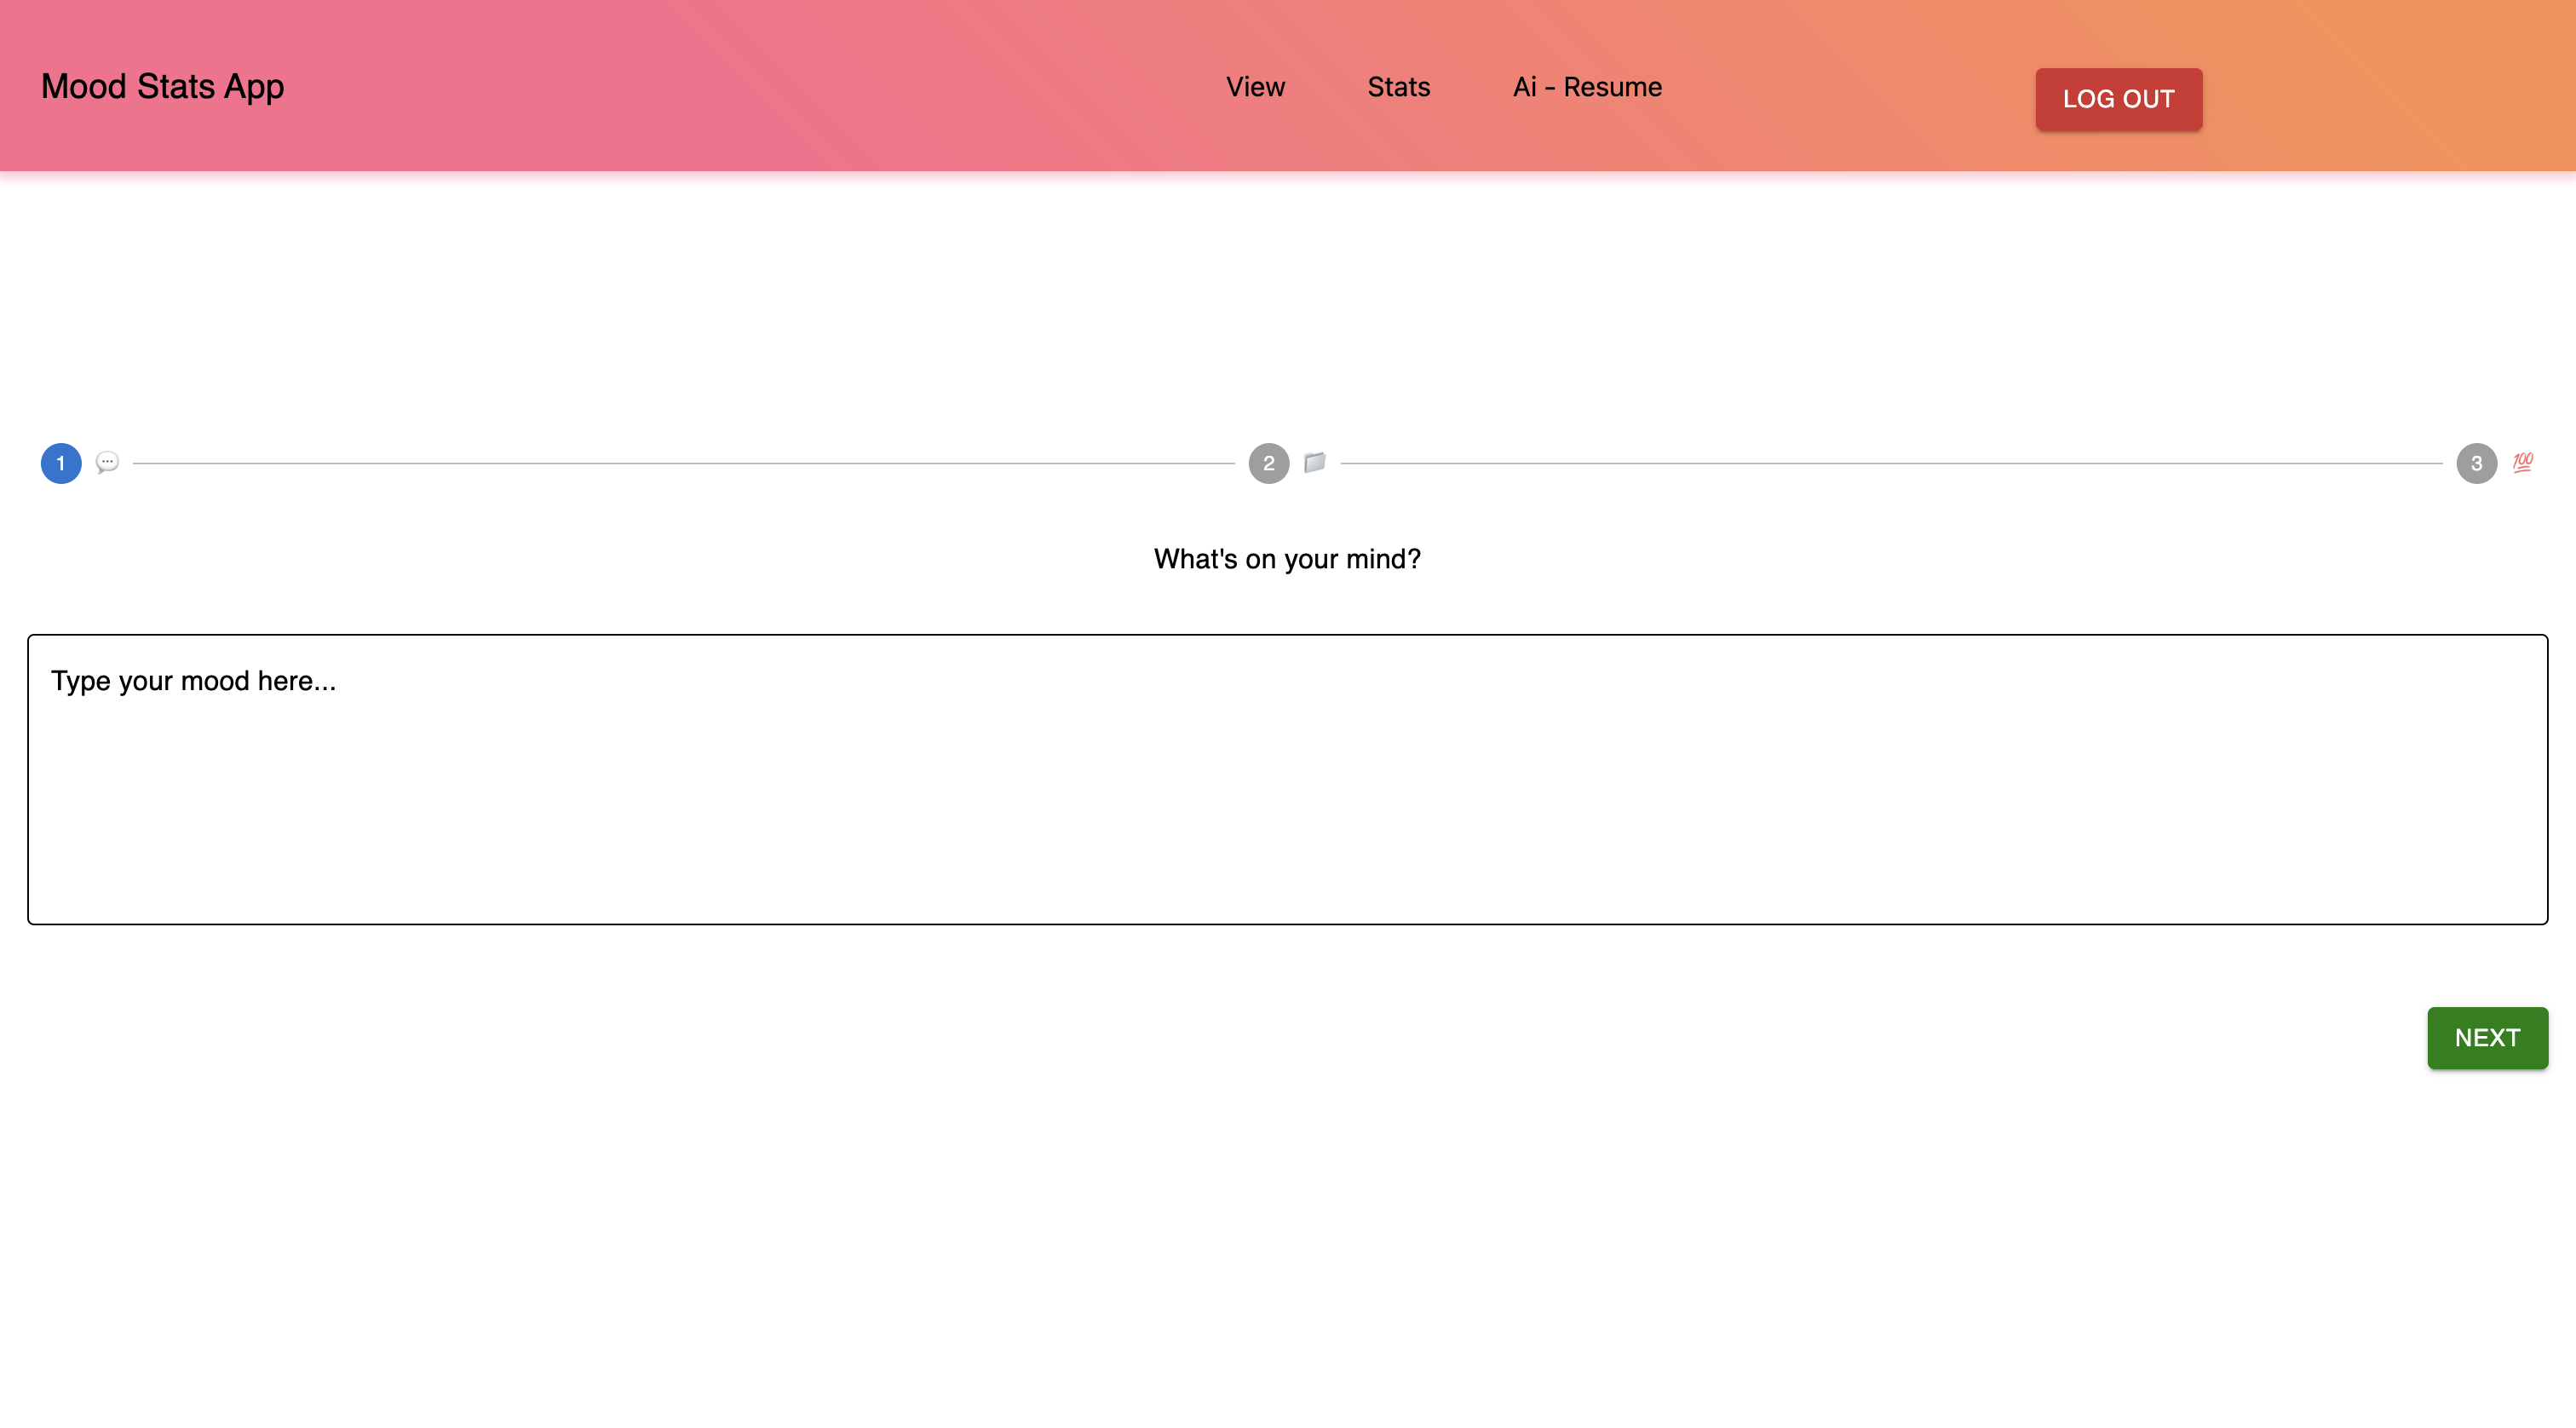 Mood Stats App
View
Stats
Ai - Resume
LOG OUT
1 💬
2 📁
3 💯
What's on your mind?
Type your mood here...
NEXT